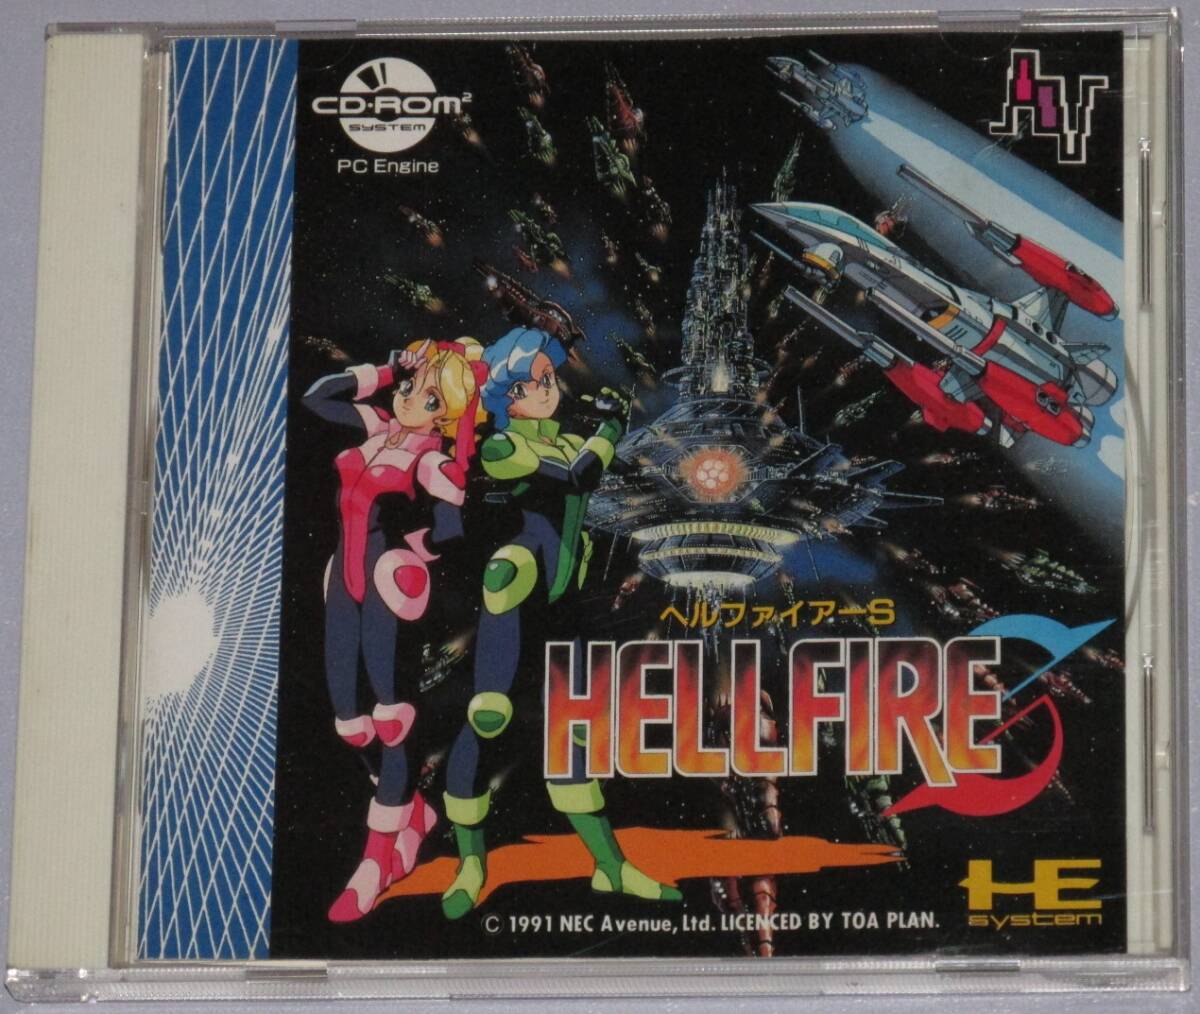 CD·ROM²
SYSTEM
PC Engine
AV
ヘルファイアーS
HELLFIRE S
© 1991 NEC Avenue, Ltd. LICENCED BY TOA PLAN.
HE
system